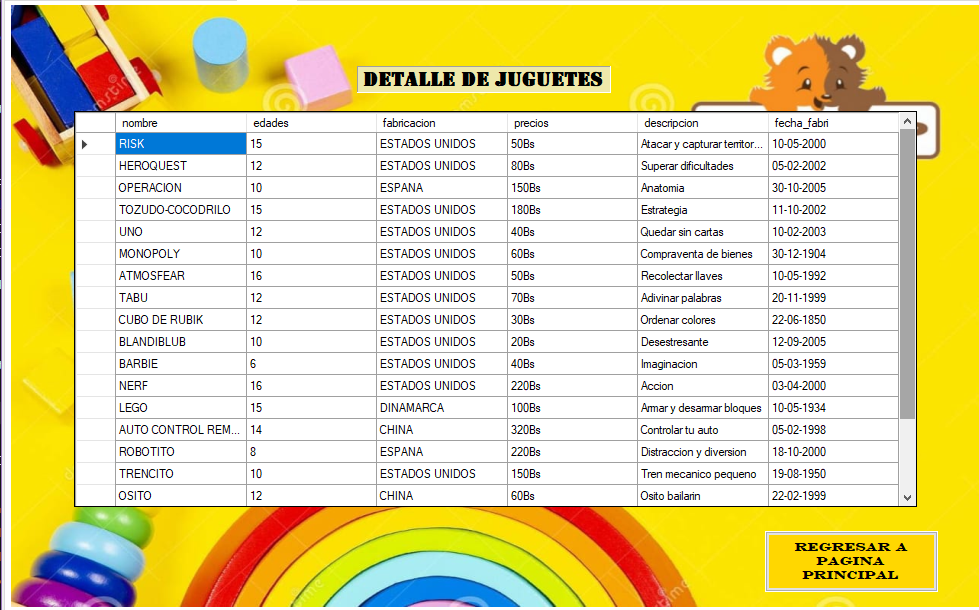 DETALLE DE JUGUETES
nombre edades fabricacion precios descripcion fecha_fabri
RISK 15 ESTADOS UNIDOS 50Bs Atacar y capturar territor... 10-05-2000
HEROQUEST 12 ESTADOS UNIDOS 80Bs Superar dificultades 05-02-2002
OPERACION 10 ESPANA 150Bs Anatomia 30-10-2005
TOZUDO-COCODRILO 15 ESTADOS UNIDOS 180Bs Estrategia 11-10-2002
UNO 12 ESTADOS UNIDOS 40Bs Quedar sin cartas 10-02-2003
MONOPOLY 10 ESTADOS UNIDOS 60Bs Compraventa de bienes 30-12-1904
ATMOSFEAR 16 ESTADOS UNIDOS 50Bs Recolectar llaves 10-05-1992
TABU 12 ESTADOS UNIDOS 70Bs Adivinar palabras 20-11-1999
CUBO DE RUBIK 12 ESTADOS UNIDOS 30Bs Ordenar colores 22-06-1850
BLANDIBLUB 10 ESTADOS UNIDOS 20Bs Desestresante 12-09-2005
BARBIE 6 ESTADOS UNIDOS 40Bs Imaginacion 05-03-1959
NERF 16 ESTADOS UNIDOS 220Bs Accion 03-04-2000
LEGO 15 DINAMARCA 100Bs Armar y desarmar bloques 10-05-1934
AUTO CONTROL REM... 14 CHINA 320Bs Controlar tu auto 05-02-1998
ROBOTITO 8 ESPANA 220Bs Distraccion y diversion 18-10-2000
TRENCITO 10 ESTADOS UNIDOS 150Bs Tren mecanico pequeno 19-08-1950
OSITO 12 CHINA 60Bs Osito bailarin 22-02-1999
REGRESAR A
PAGINA
PRINCIPAL